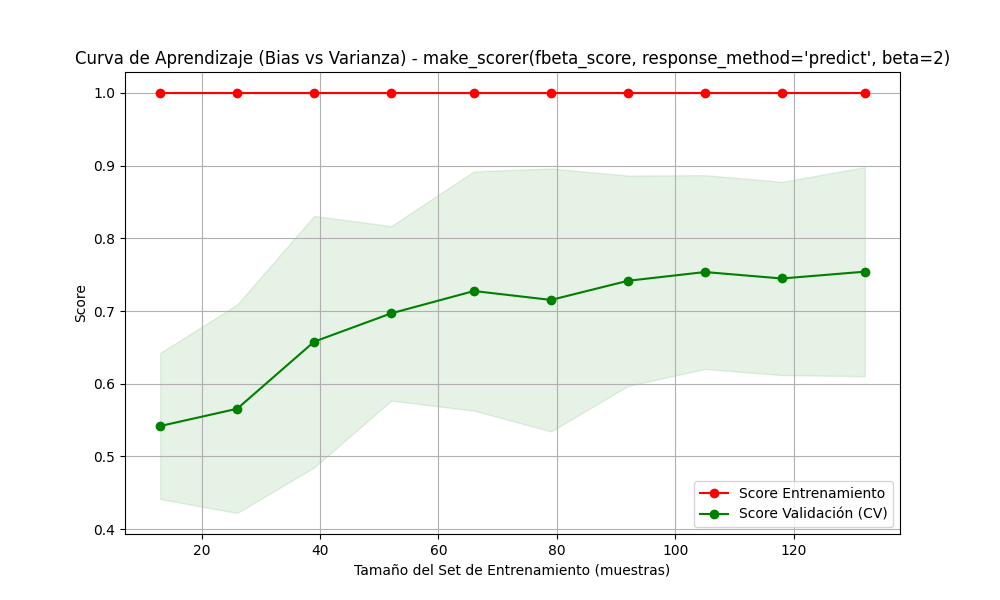 Curva de Aprendizaje (Bias vs Varianza) - make_scorer(fbeta_score, response_method='predict', beta=2)
1.0
0.9
0.8
0.7
0.6
0.5
0.4
Score
20 40 60 80 100 120
Tamaño del Set de Entrenamiento (muestras)
Score Entrenamiento
Score Validación (CV)